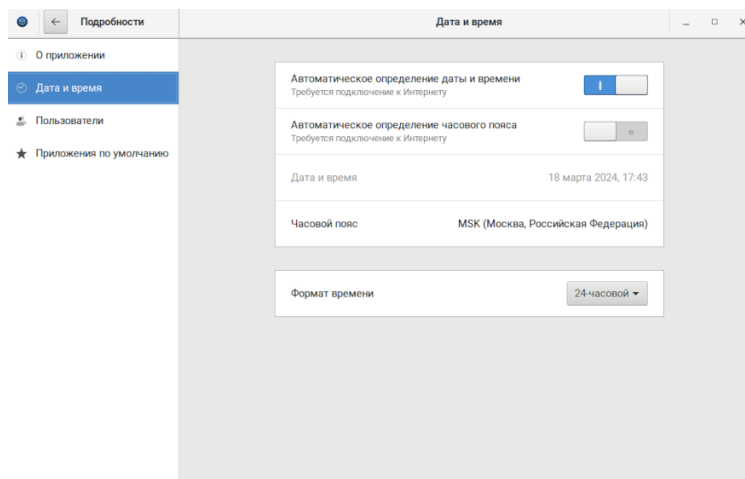 Подробности
Дата и время
О приложении
Дата и время
Пользователи
Приложения по умолчанию
Автоматическое определение даты и времени
Требуется подключение к Интернету
Автоматическое определение часового пояса
Требуется подключение к Интернету
Дата и время 18 марта 2024, 17:43
Часовой пояс MSK (Москва, Российская Федерация)
Формат времени 24-часовой